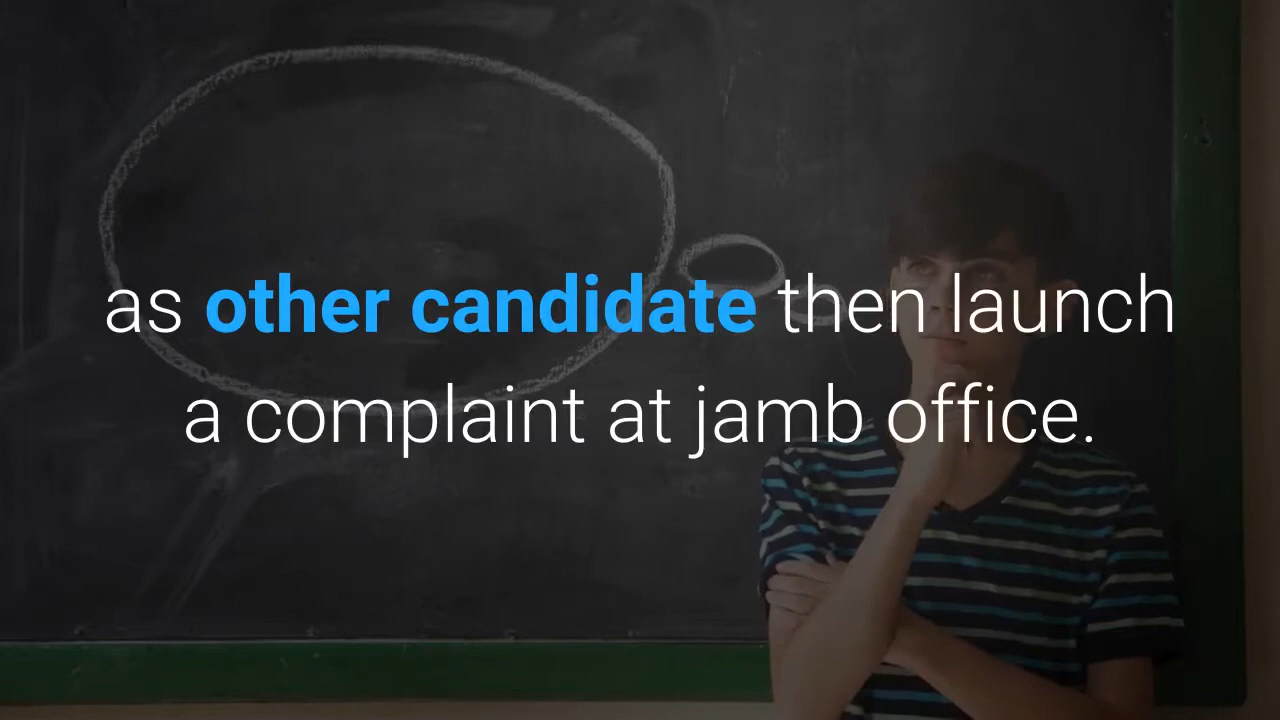 as other candidate then launch
a complaint at jamb office.